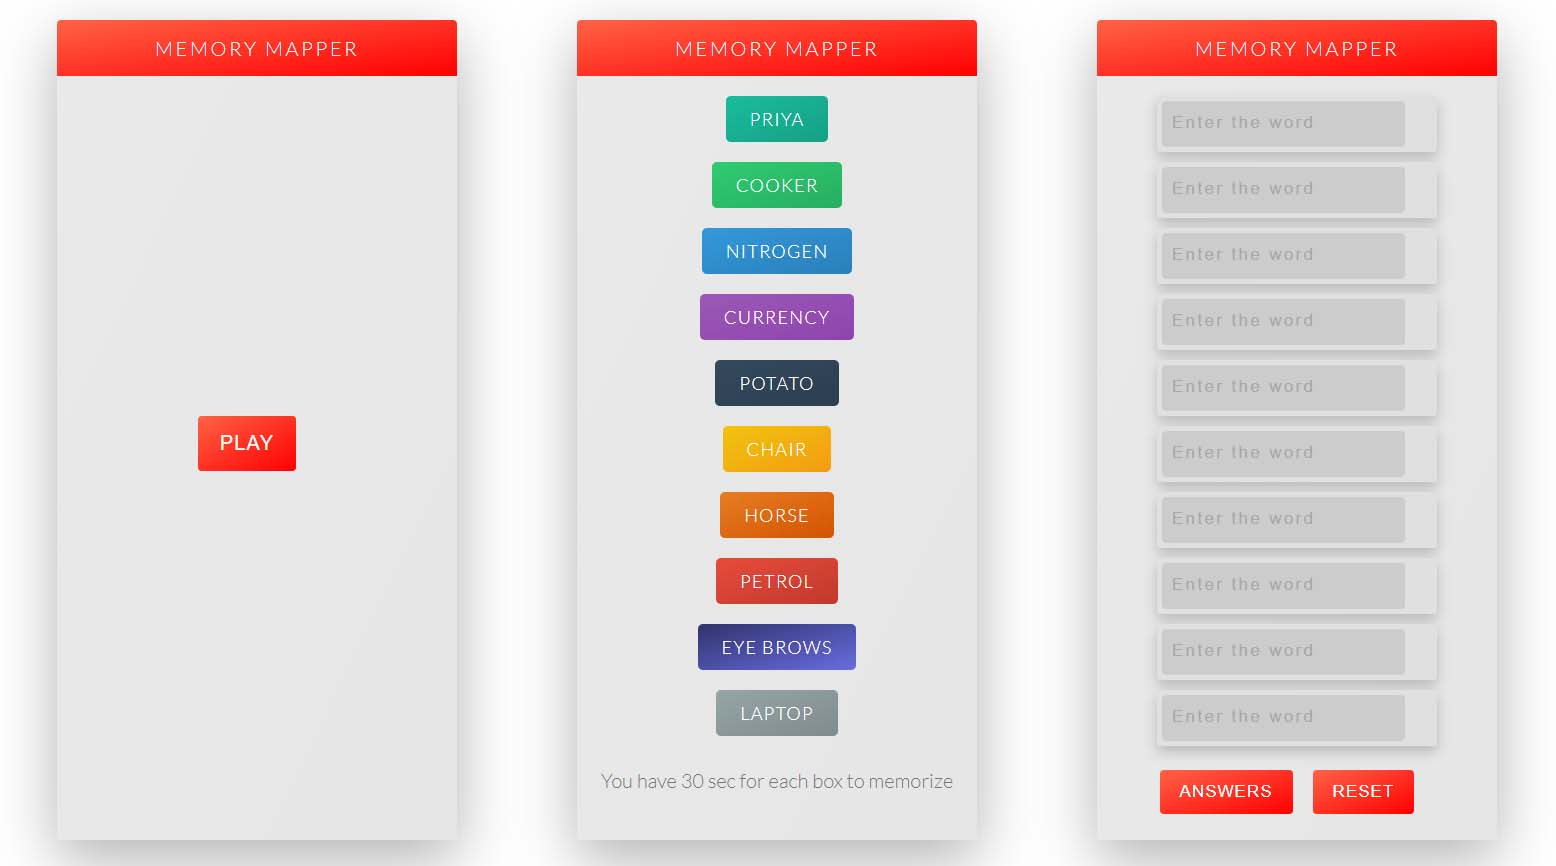 MEMORY MAPPER
PLAY
MEMORY MAPPER
PRIYA
COOKER
NITROGEN
CURRENCY
POTATO
CHAIR
HORSE
PETROL
EYE BROWS
LAPTOP
You have 30 sec for each box to memorize
MEMORY MAPPER
Enter the word
Enter the word
Enter the word
Enter the word
Enter the word
Enter the word
Enter the word
Enter the word
Enter the word
Enter the word
ANSWERS RESET